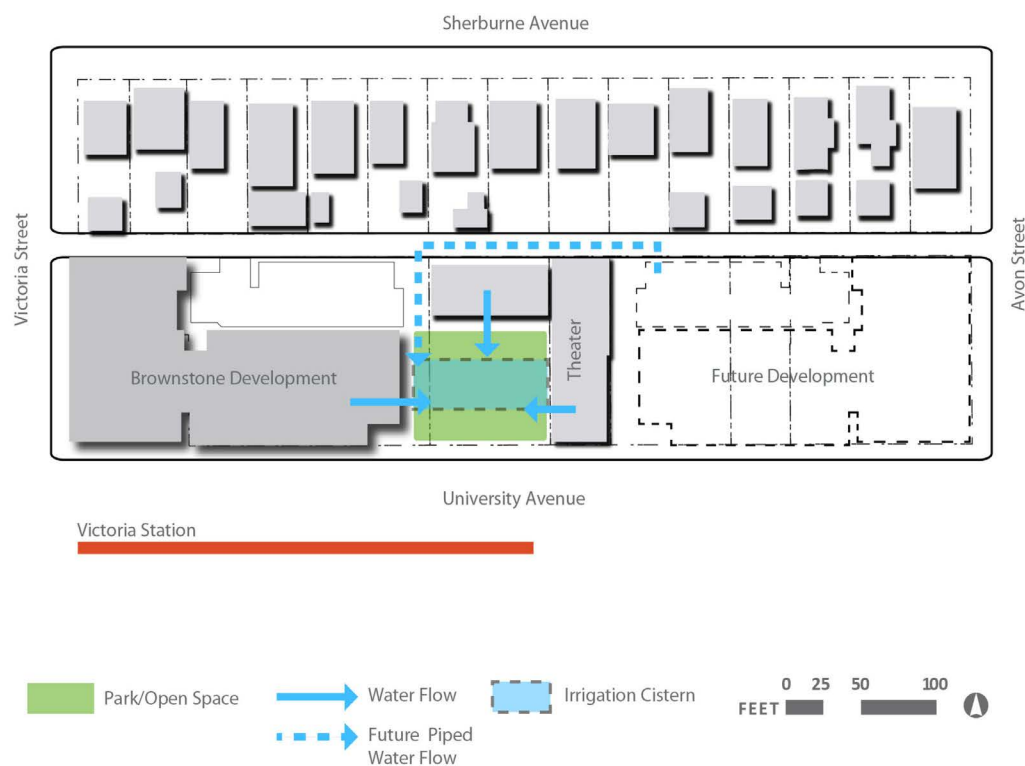 Sherburne Avenue
Victoria Street
Avon Street
Brownstone Development
Theater
Future Development
University Avenue
Victoria Station
Park/Open Space
Water Flow
Future Piped
Water Flow
Irrigation Cistern
0 25 50 100
FEET